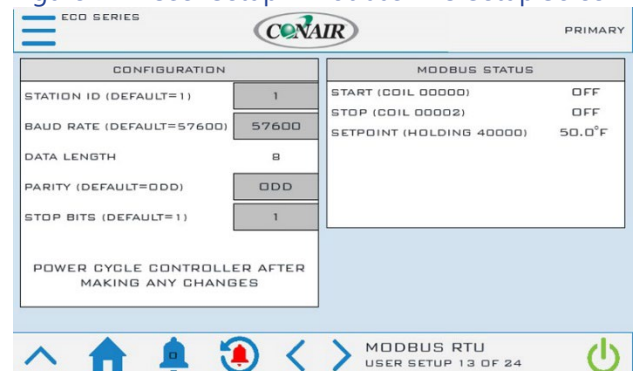 ECO SERIES
CONAIR
PRIMARY
CONFIGURATION
STATION ID (DEFAULT=1) 1
BAUD RATE (DEFAULT=57600) 57600
DATA LENGTH 8
PARITY (DEFAULT=ODD) ODD
STOP BITS (DEFAULT=1) 1
POWER CYCLE CONTROLLER AFTER
MAKING ANY CHANGES
MODBUS STATUS
START (COIL 00000) OFF
STOP (COIL 00002) OFF
SETPOINT (HOLDING 40000) 50.0°F
0
MODBUS RTU
USER SETUP 13 OF 24